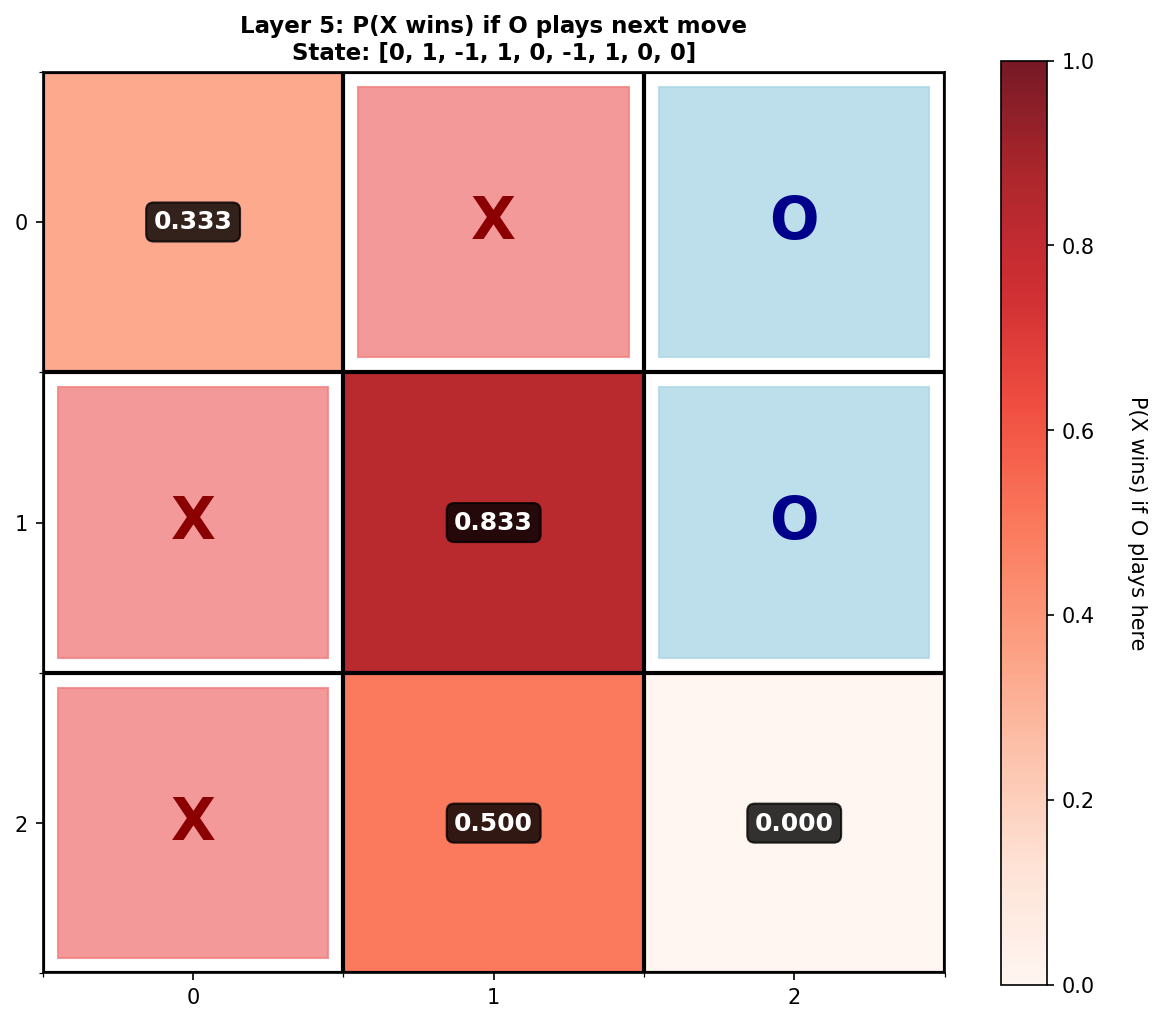 Layer 5: P(X wins) if O plays next move
State: [0, 1, -1, 1, 0, -1, 1, 0, 0]
0
0.333
X
O
1
X
0.833
O
2
X
0.500
0.000
0
1
2
1.0
0.8
0.6
0.4
0.2
0.0
P(X wins) if O plays here